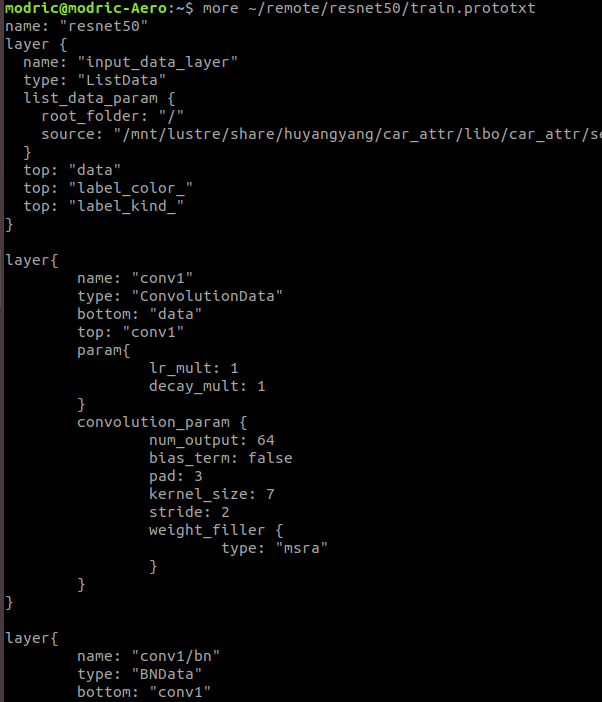 modric@modric-Aero:~$ more ~/remote/resnet50/train.prototxt
name: "resnet50"
layer {
  name: "input_data_layer"
  type: "ListData"
  list_data_param {
    root_folder: "/"
    source: "/mnt/lustre/share/huyangyang/car_attr/libo/car_attr/se
  }
  top: "data"
  top: "label_color_"
  top: "label_kind_"
}

layer{
        name: "conv1"
        type: "ConvolutionData"
        bottom: "data"
        top: "conv1"
        param{
                lr_mult: 1
                decay_mult: 1
        }
        convolution_param {
                num_output: 64
                bias_term: false
                pad: 3
                kernel_size: 7
                stride: 2
                weight_filler {
                        type: "msra"
                }
        }
}

layer{
        name: "conv1/bn"
        type: "BNData"
        bottom: "conv1"